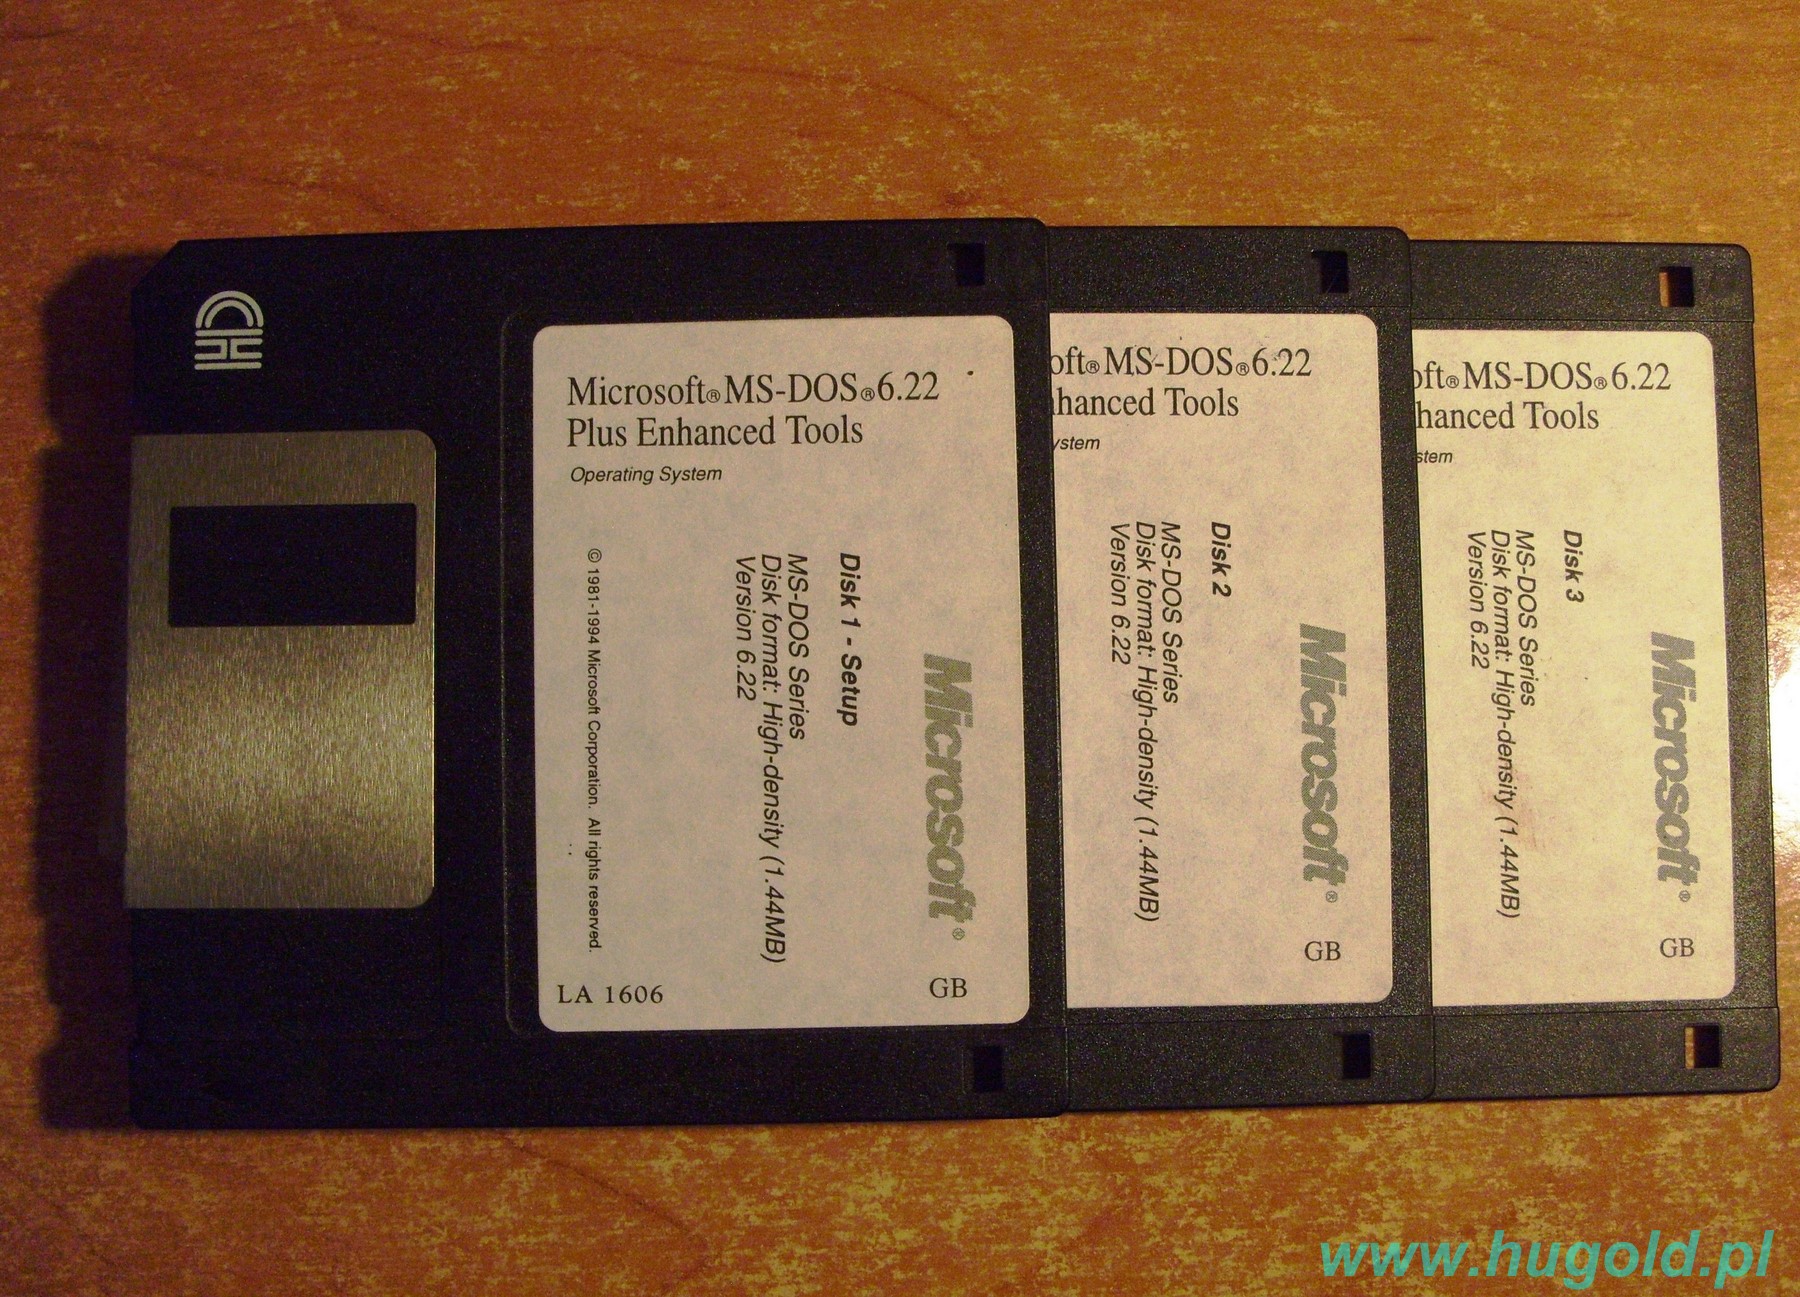 Microsoft® MS-DOS® 6.22
Plus Enhanced Tools
Operating System
Disk 1 - Setup
MS-DOS Series
Disk format: High-density (1.44MB)
Version 6.22
© 1981-1994 Microsoft Corporation. All rights reserved.
Microsoft®
LA 1606
GB
oft® MS-DOS® 6.22
hanced Tools
ystem
Disk 2
MS-DOS Series
Disk format: High-density (1.44MB)
Version 6.22
Microsoft®
GB
oft® MS-DOS® 6.22
hanced Tools
stem
Disk 3
MS-DOS Series
Disk format: High-density (1.44MB)
Version 6.22
Microsoft®
GB
www.hugold.pl